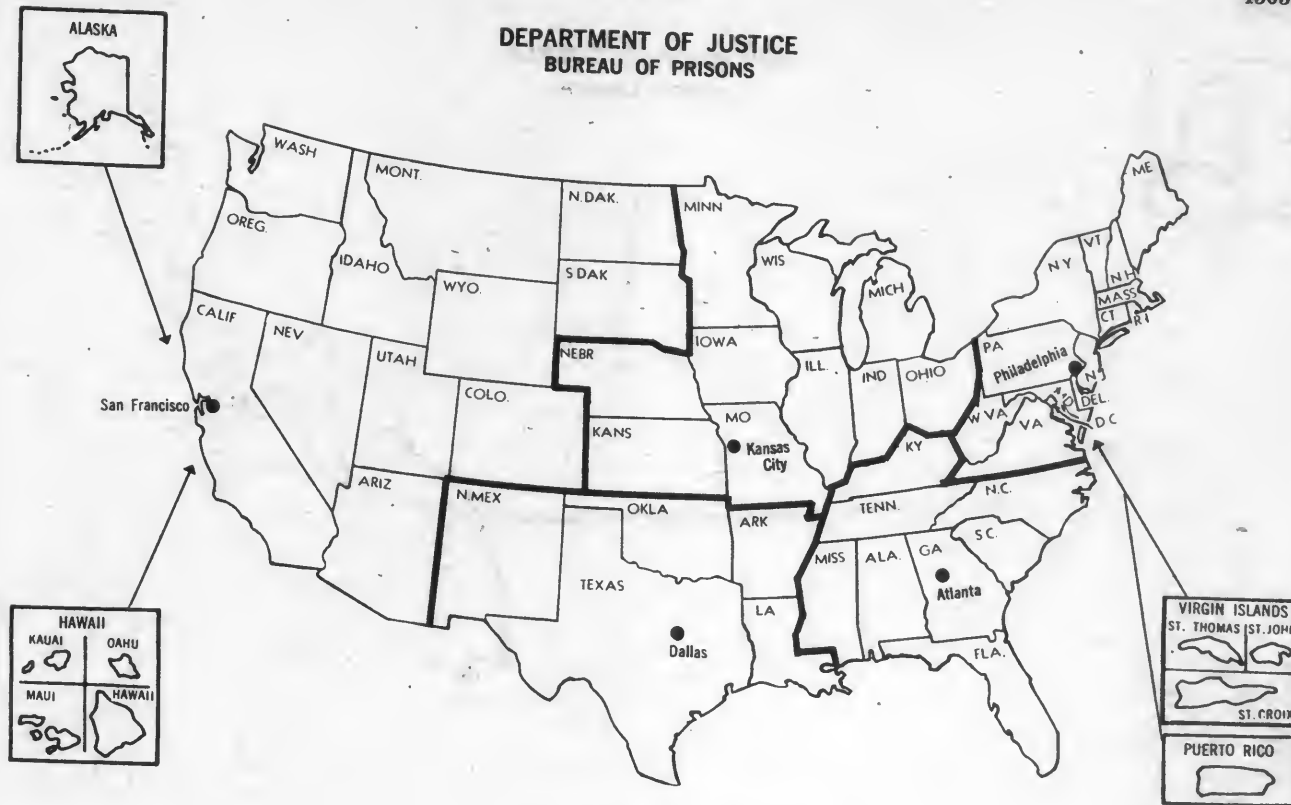 DEPARTMENT OF JUSTICE
BUREAU OF PRISONS
ALASKA
WASH
MONT.
N.DAK.
MINN
ME
OREG.
IDAHO
S DAK
WIS
MICH
N Y
VT
N H
MASS
CT
R I
WYO.
CALIF
NEV
UTAH
COLO.
NEBR
IOWA
ILL.
IND
OHIO
PA
Philadelphia
N J
DEL.
D C
W VA
VA
San Francisco
KANS
MO
Kansas
City
KY
ARIZ
N.MEX
OKLA
ARK
TENN.
N.C.
S C.
MISS
ALA.
GA
Atlanta
TEXAS
Dallas
LA
FLA.
HAWAII
KAUAI
OAHU
MAUI
HAWAII
VIRGIN ISLANDS
ST. THOMAS
ST. JOHN
ST. CROIX
PUERTO RICO